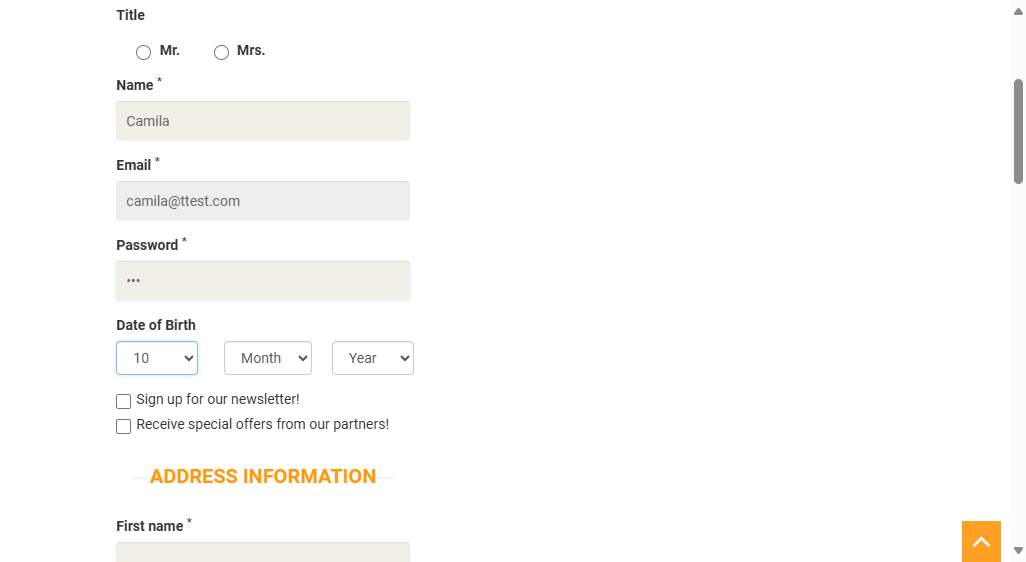 Title
Mr. Mrs.
Name *
Camila
Email *
camila@ttest.com
Password *
•••
Date of Birth
10 Month Year
Sign up for our newsletter!
Receive special offers from our partners!
ADDRESS INFORMATION
First name *